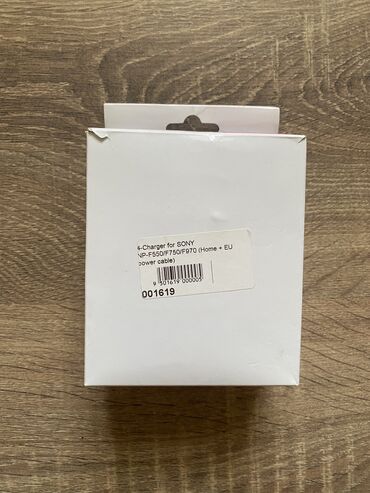 -Charger for SONY
NP-F550/F750/F970 (Home + EU
power cable)
9 501619 000005
001619